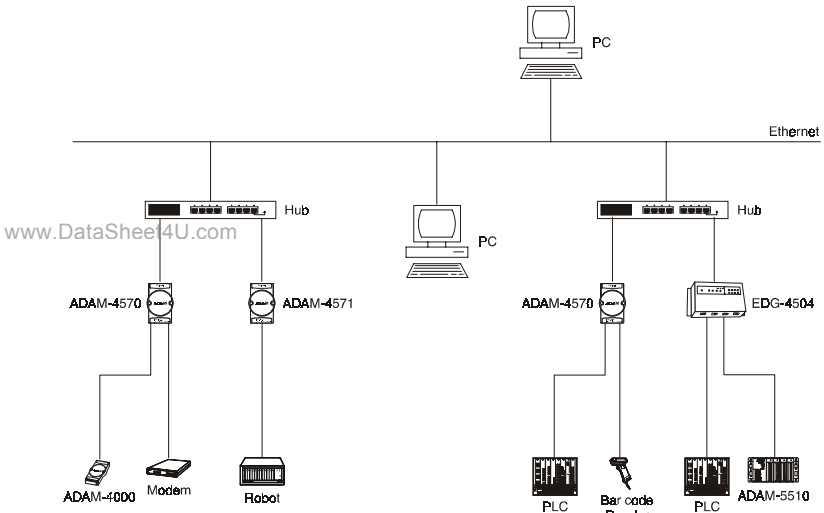 PC
Ethernet
Hub
Hub
www.DataSheet4U.com
PC
ADAM-4570
ADAM-4571
ADAM-4570
EDG-4504
ADAM-4000
Modem
Robot
PLC
Bar code
PLC
ADAM-5510